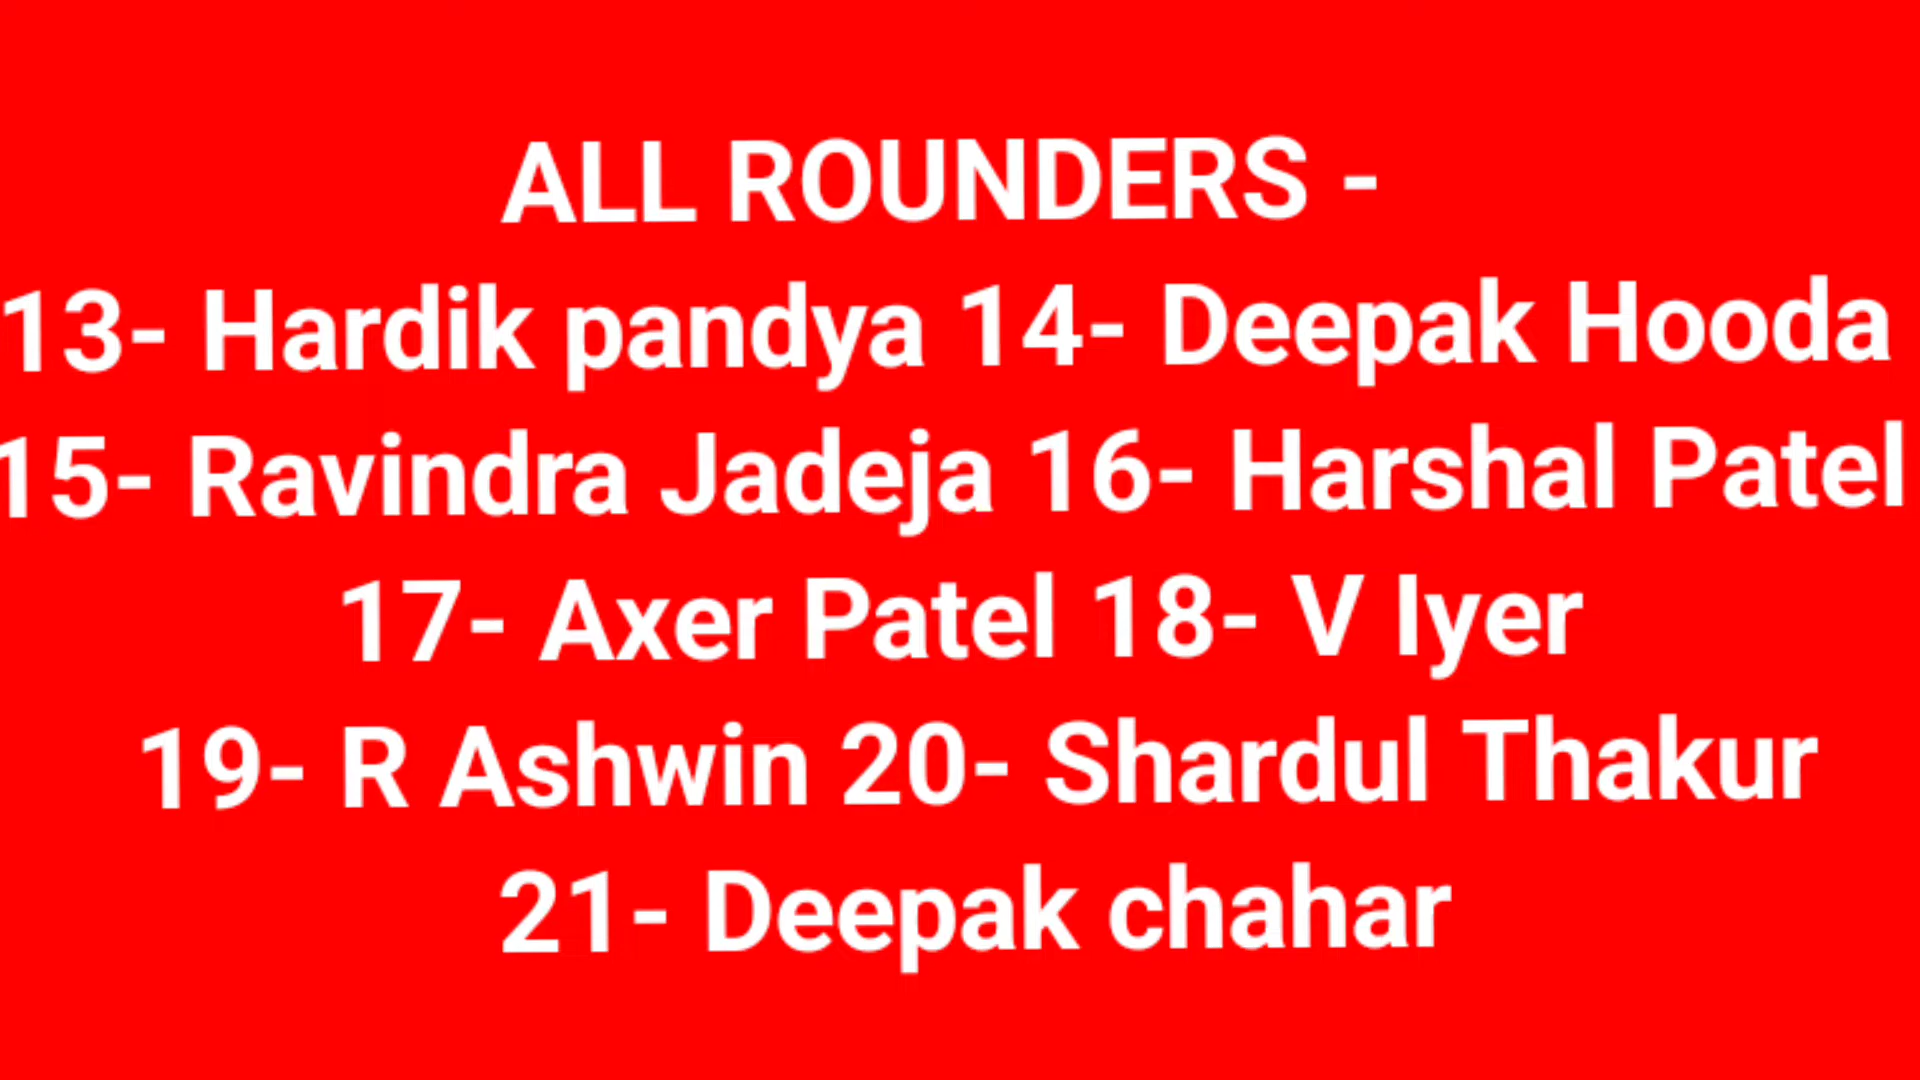 ALL ROUNDERS -
13- Hardik pandya 14- Deepak Hooda
15- Ravindra Jadeja 16- Harshal Patel
17- Axer Patel 18- V Iyer
19- R Ashwin 20- Shardul Thakur
21- Deepak chahar